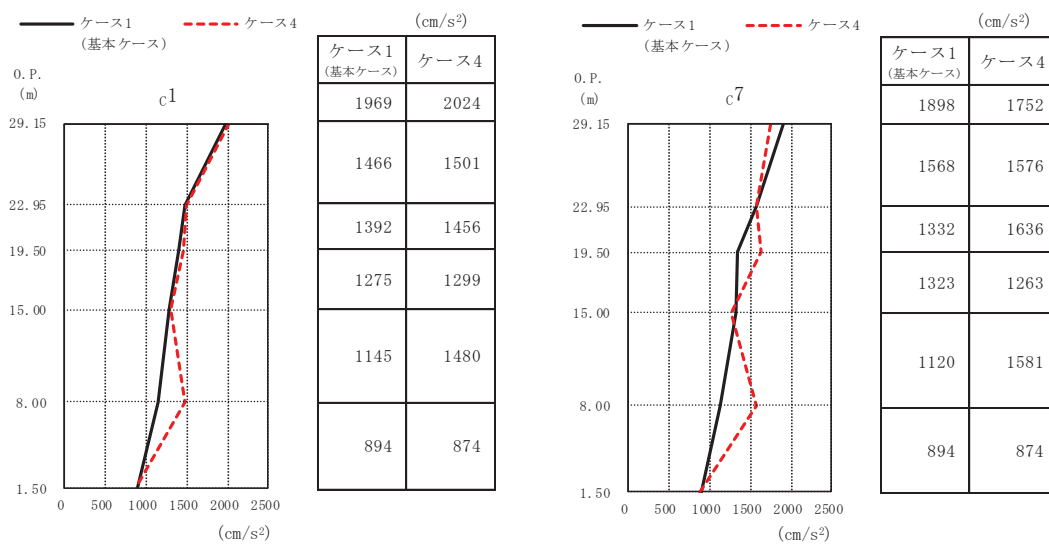 ケース1 ケース4 (cm/s²)
(基本ケース)
ケース1 ケース4
(基本ケース)
O.P.
(m)
C1
1969 2024
29.15
1466 1501
22.95
1392 1456
19.50
1275 1299
15.00
1145 1480
8.00
894 874
1.50
0 500 1000 1500 2000 2500
(cm/s²)
ケース1 ケース4 (cm/s²)
(基本ケース)
ケース1 ケース4
(基本ケース)
O.P.
(m)
C7
1898 1752
29.15
1568 1576
22.95
1332 1636
19.50
1323 1263
15.00
1120 1581
8.00
894 874
1.50
0 500 1000 1500 2000 2500
(cm/s²)